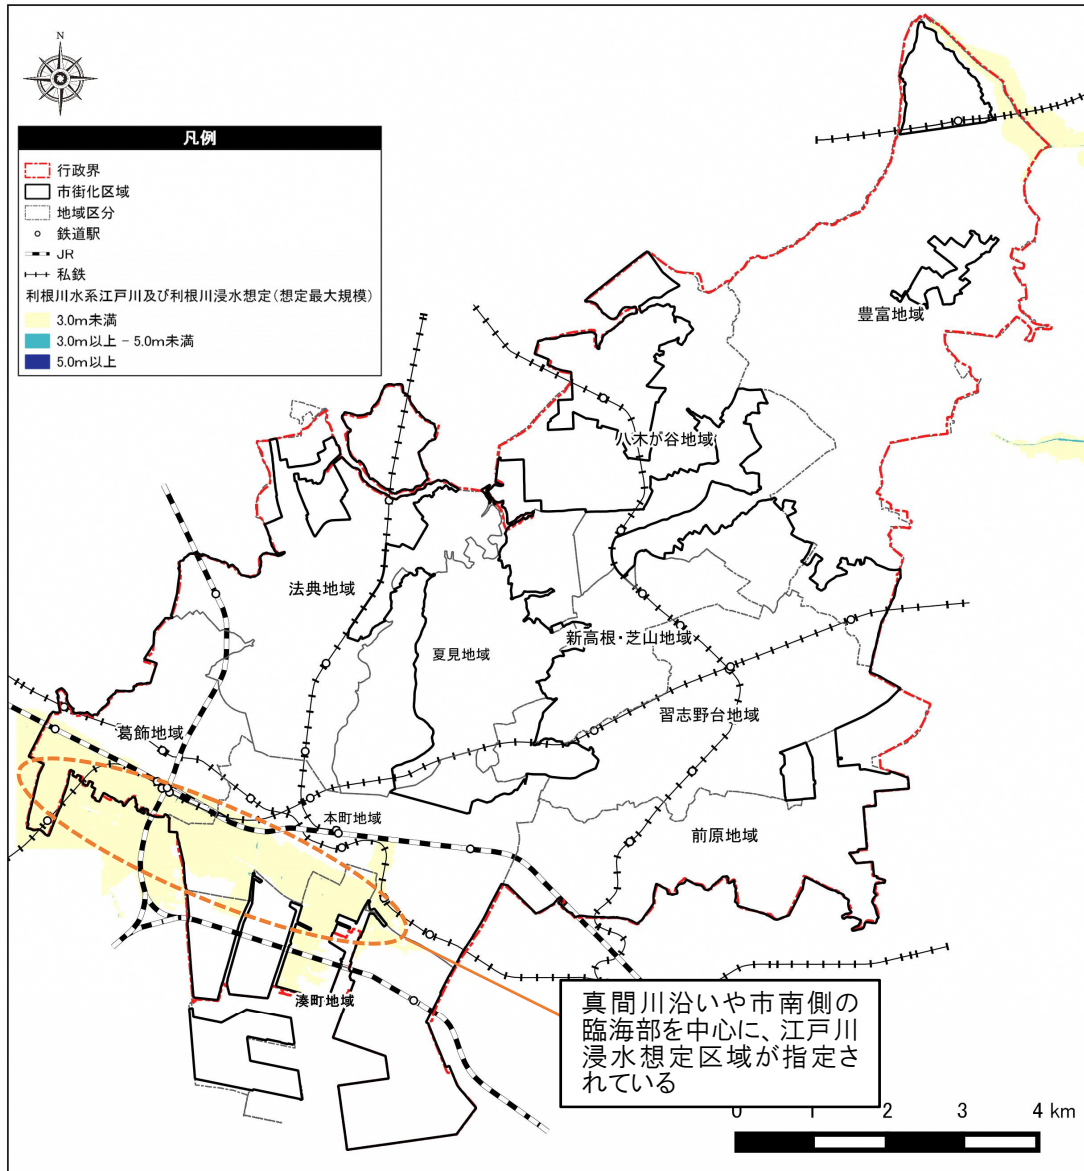 N
凡例
行政界
市街化区域
地域区分
鉄道駅
JR
私鉄
利根川水系江戸川及び利根川浸水想定(想定最大規模)
3.0m未満
3.0m以上 - 5.0m未満
5.0m以上
豊富地域
八木が谷地域
法典地域
新高根・芝山地域
夏見地域
習志野台地域
葛飾地域
本町地域
前原地域
湊町地域
真間川沿いや市南側の
臨海部を中心に、江戸川
浸水想定区域が指定さ
れている
0 1 2 3 4 km